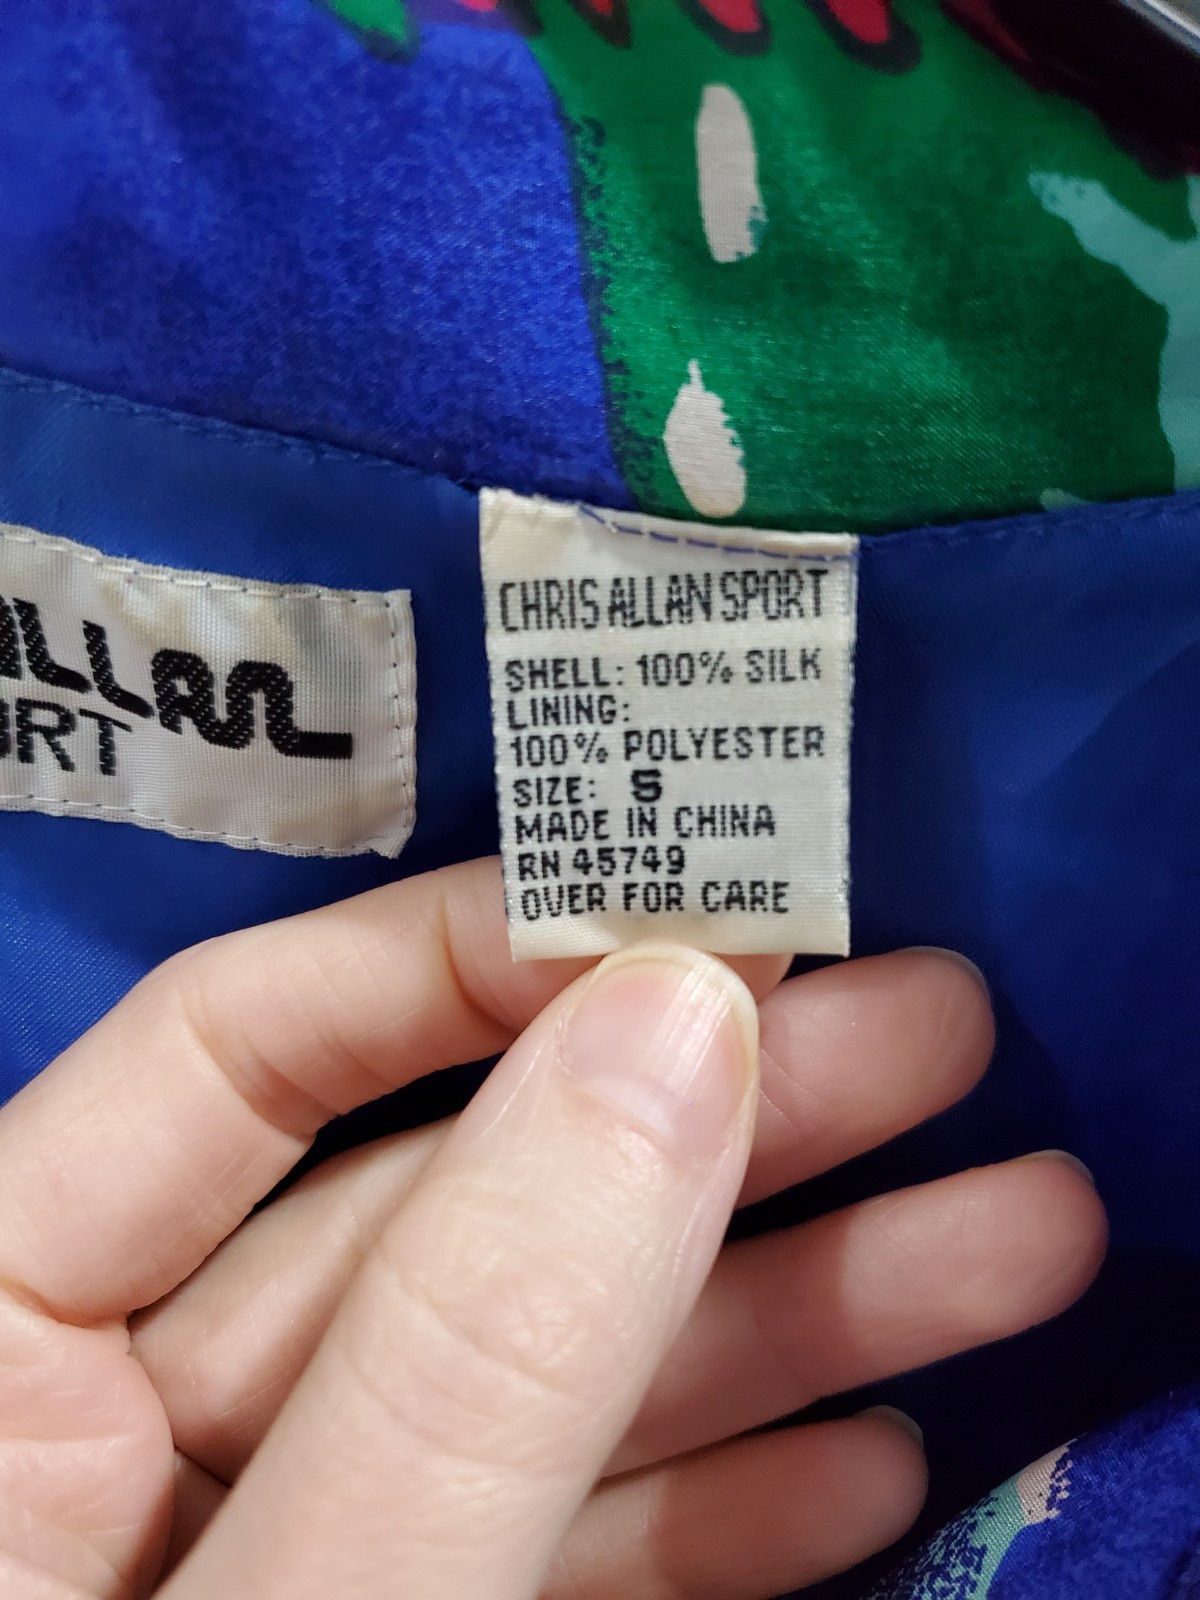 CHRIS ALLAN SPORT
SHELL: 100% SILK
LINING:
100% POLYESTER
SIZE: S
MADE IN CHINA
RN 45749
OVER FOR CARE